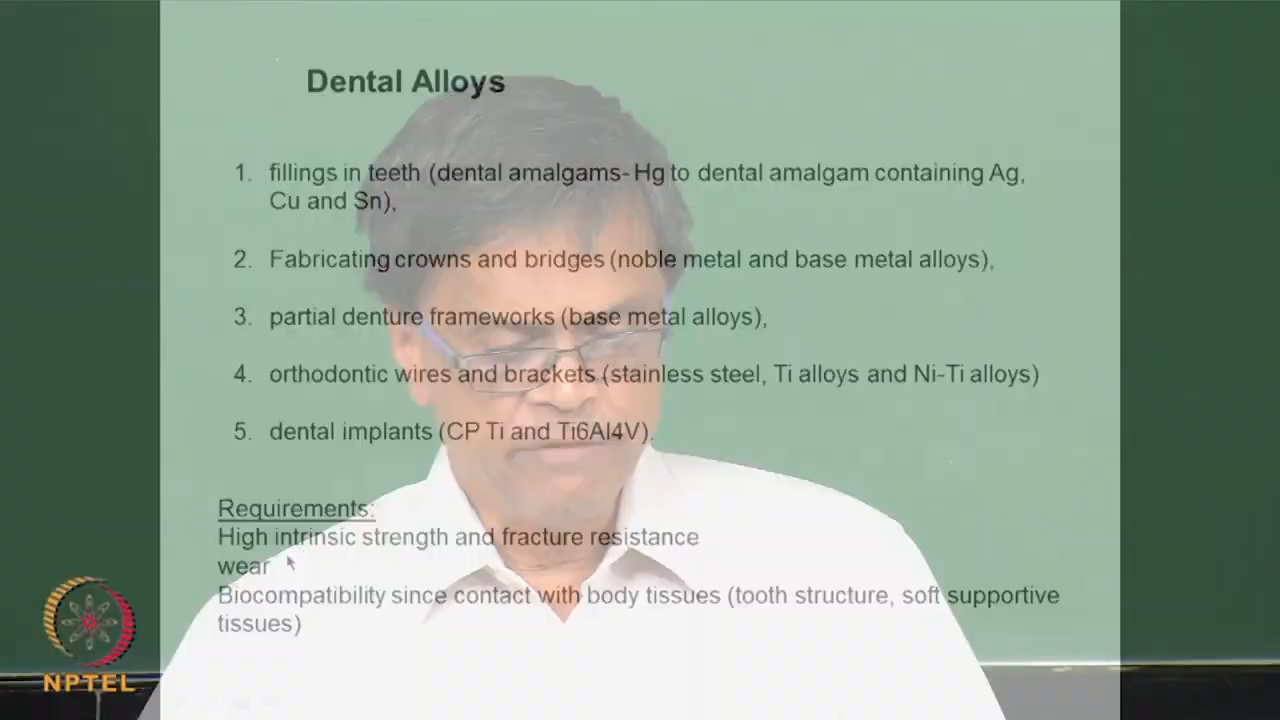 Dental Alloys
1. fillings in teeth (dental amalgams- Hg to dental amalgam containing Ag,
Cu and Sn),
2. Fabricating crowns and bridges (noble metal and base metal alloys),
3. partial denture frameworks (base metal alloys),
4. orthodontic wires and brackets (stainless steel, Ti alloys and Ni-Ti alloys)
5. dental implants (CP Ti and Ti6Al4V).
Requirements:
High intrinsic strength and fracture resistance
wear
Biocompatibility since contact with body tissues (tooth structure, soft supportive
tissues)
NPTEL